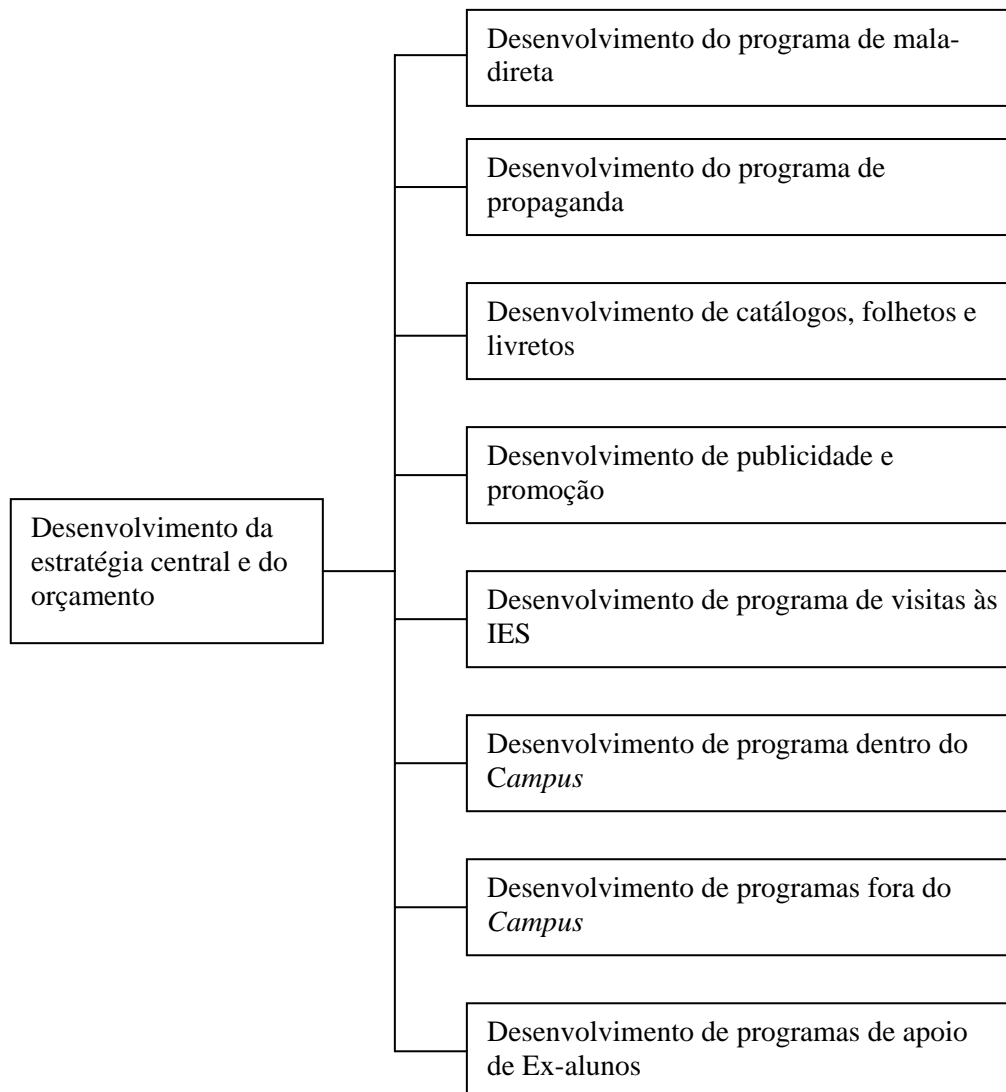 Desenvolvimento do programa de mala-
direta
Desenvolvimento do programa de
propaganda
Desenvolvimento de catálogos, folhetos e
livretos
Desenvolvimento de publicidade e
promoção
Desenvolvimento da
estratégia central e do
orçamento
Desenvolvimento de programa de visitas às
IES
Desenvolvimento de programa dentro do
Campus
Desenvolvimento de programas fora do
Campus
Desenvolvimento de programas de apoio
de Ex-alunos